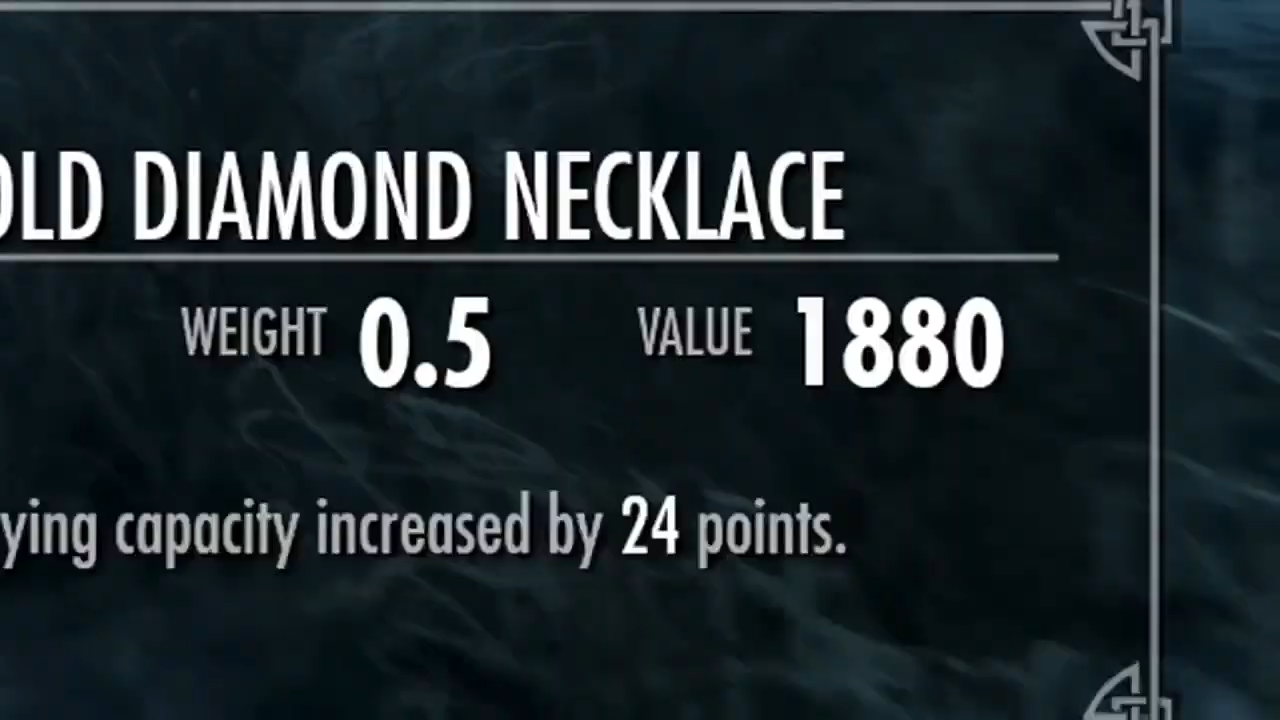 OLD DIAMOND NECKLACE
WEIGHT 0.5 VALUE 1880
ying capacity increased by 24 points.